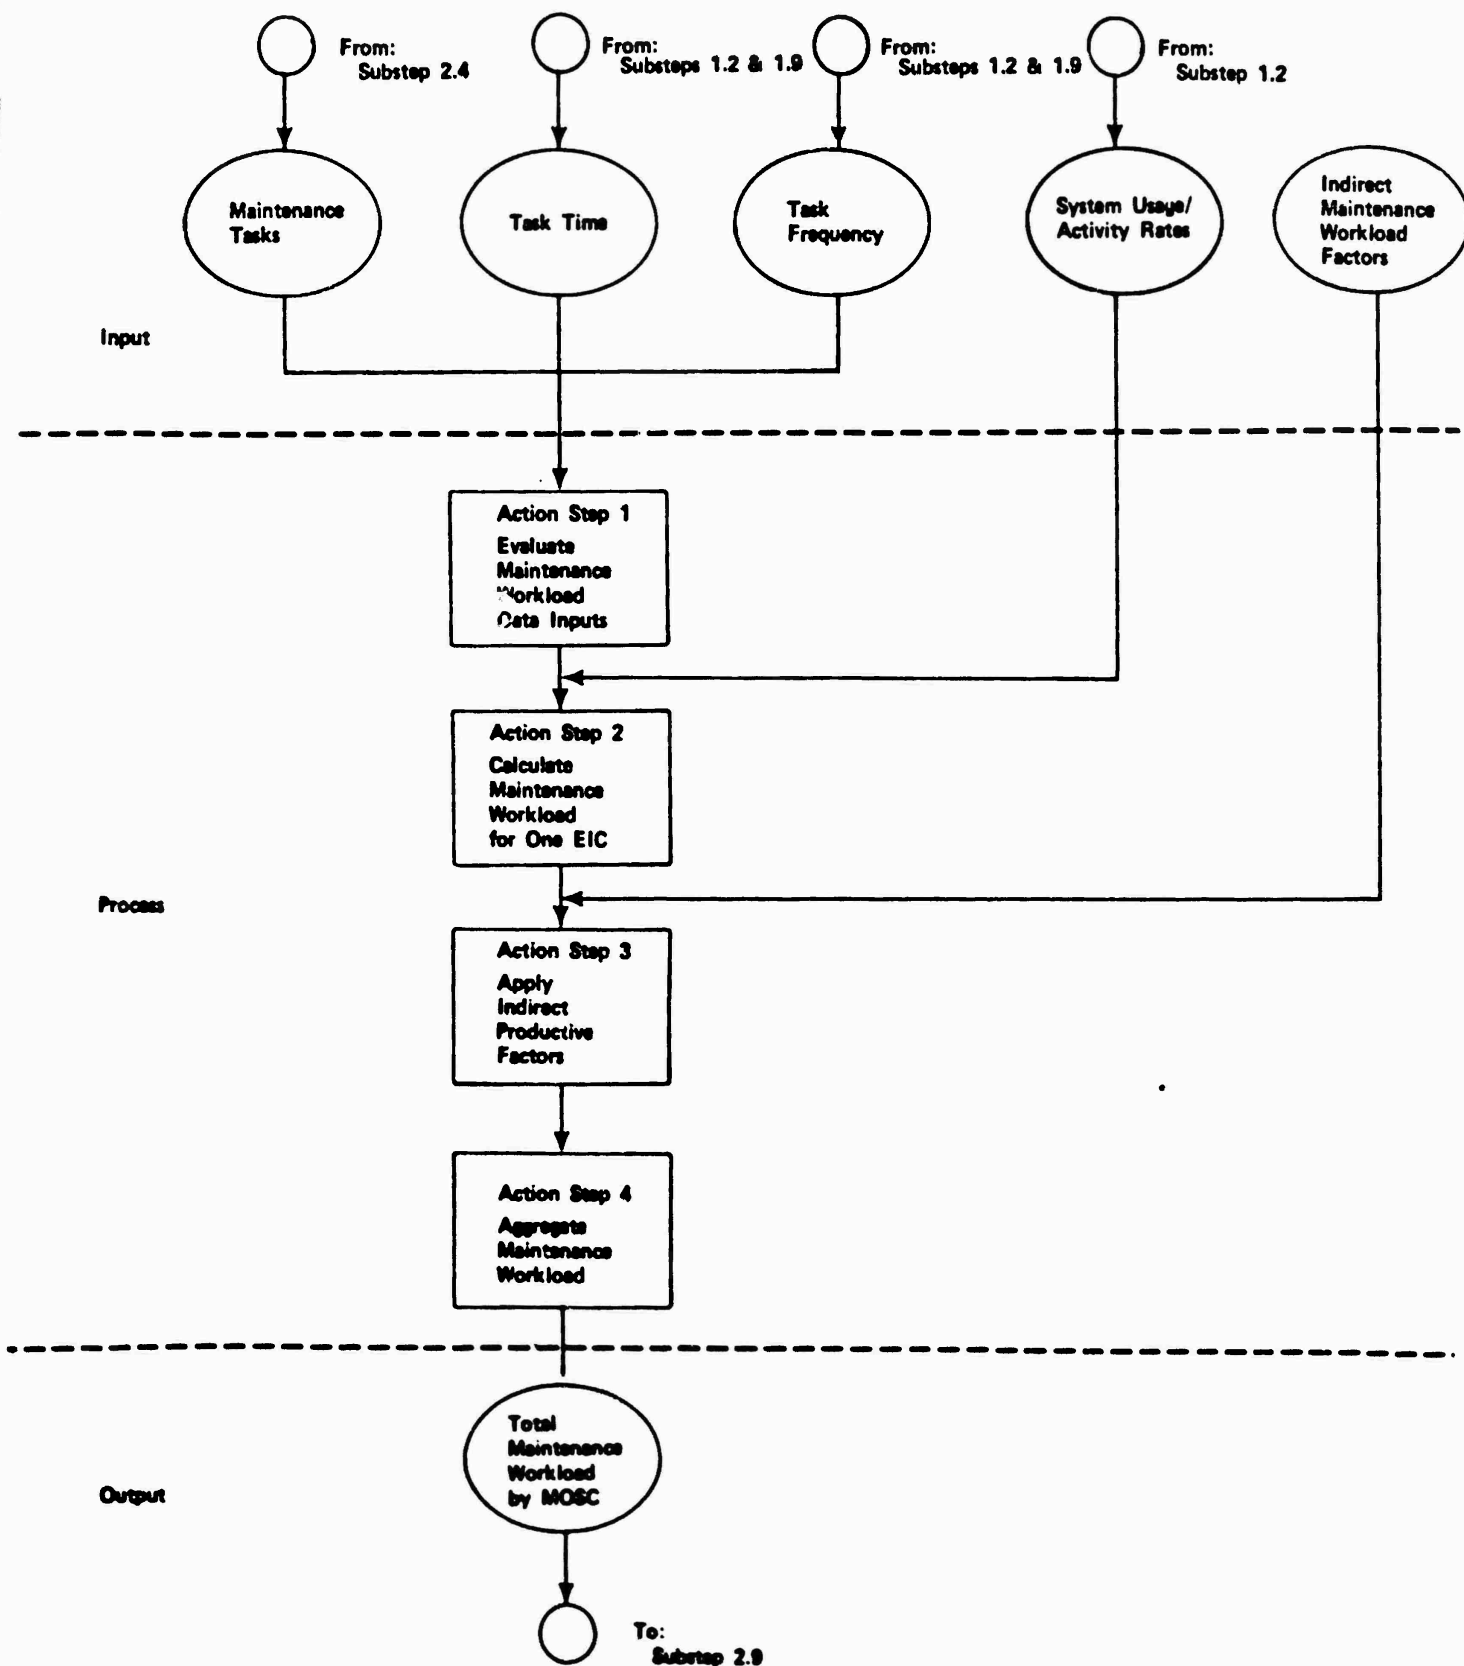 From:
Substep 2.4
From:
Substeps 1.2 & 1.9
From:
Substeps 1.2 & 1.9
From:
Substep 1.2
Maintenance
Tasks
Task Time
Task
Frequency
System Usage/
Activity Rates
Indirect
Maintenance
Workload
Factors
Input
Action Step 1
Evaluate
Maintenance
Workload
Data Inputs
Action Step 2
Calculate
Maintenance
Workload
for One EIC
Process
Action Step 3
Apply
Indirect
Productive
Factors
Action Step 4
Aggregate
Maintenance
Workload
Output
Total
Maintenance
Workload
by MOSC
To:
Substep 2.9